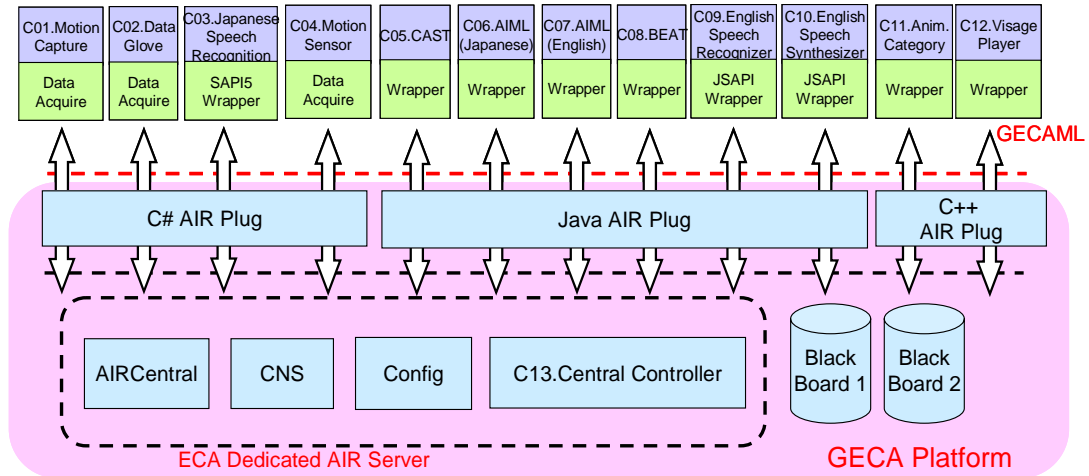 C01.Motion
Capture
Data
Acquire
C02.Data
Glove
Data
Acquire
C03.Japanese
Speech
Recognition
SAPI5
Wrapper
C04.Motion
Sensor
Data
Acquire
C05.CAST
Wrapper
C06.AIML
(Japanese)
Wrapper
C07.AIML
(English)
Wrapper
C08.BEAT
Wrapper
C09.English
Speech
Recognizer
JSAPI
Wrapper
C10.English
Speech
Synthesizer
JSAPI
Wrapper
C11.Anim.
Category
Wrapper
C12.Visage
Player
Wrapper
GECAML
C# AIR Plug
Java AIR Plug
C++
AIR Plug
AIRCentral
CNS
Config
C13.Central Controller
Black
Board 1
Black
Board 2
ECA Dedicated AIR Server
GECA Platform